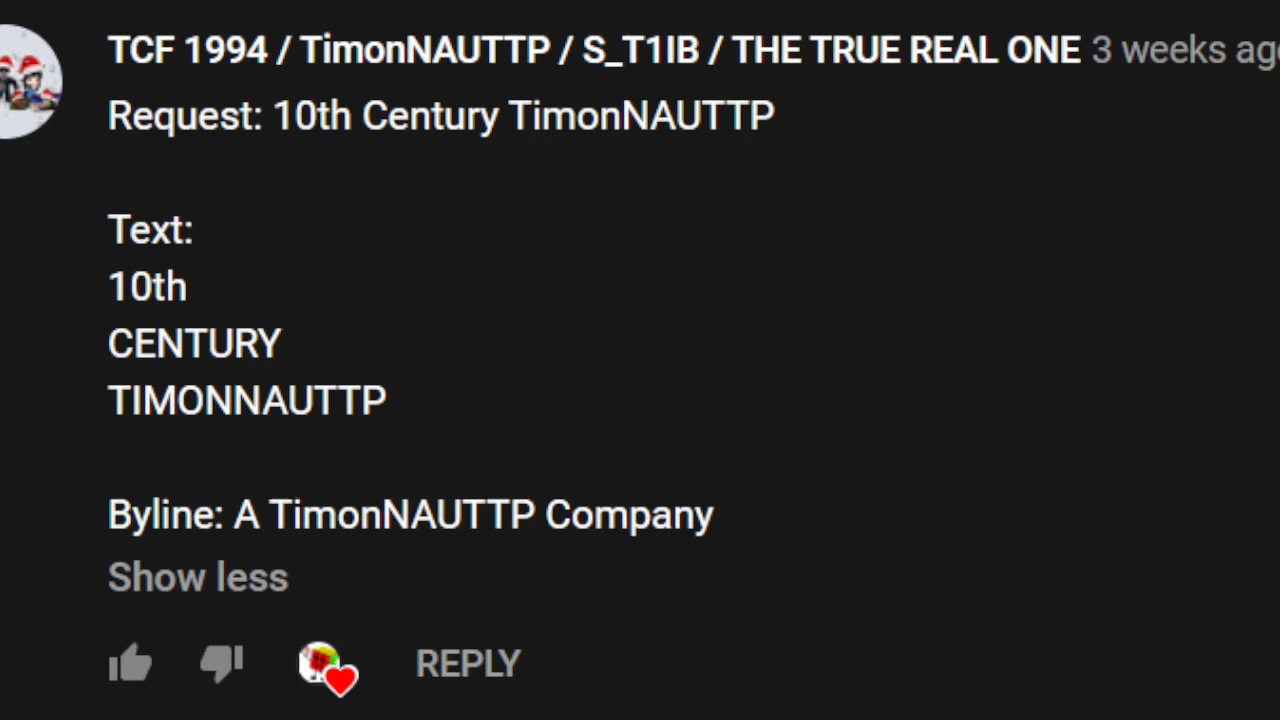 TCF 1994 / TimonNAUTTP / S_T1IB / THE TRUE REAL ONE 3 weeks
Request: 10th Century TimonNAUTTP
Text:
10th
CENTURY
TIMONNAUTTP
Byline: A TimonNAUTTP Company
Show less
REPLY